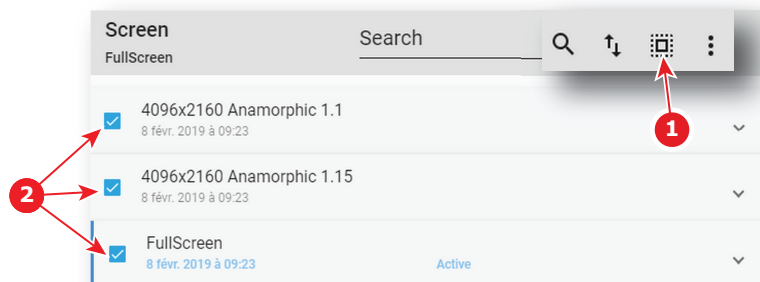 Screen
FullScreen
Search
1
4096x2160 Anamorphic 1.1
8 févr. 2019 à 09:23
2
4096x2160 Anamorphic 1.15
8 févr. 2019 à 09:23
FullScreen
8 févr. 2019 à 09:23 Active